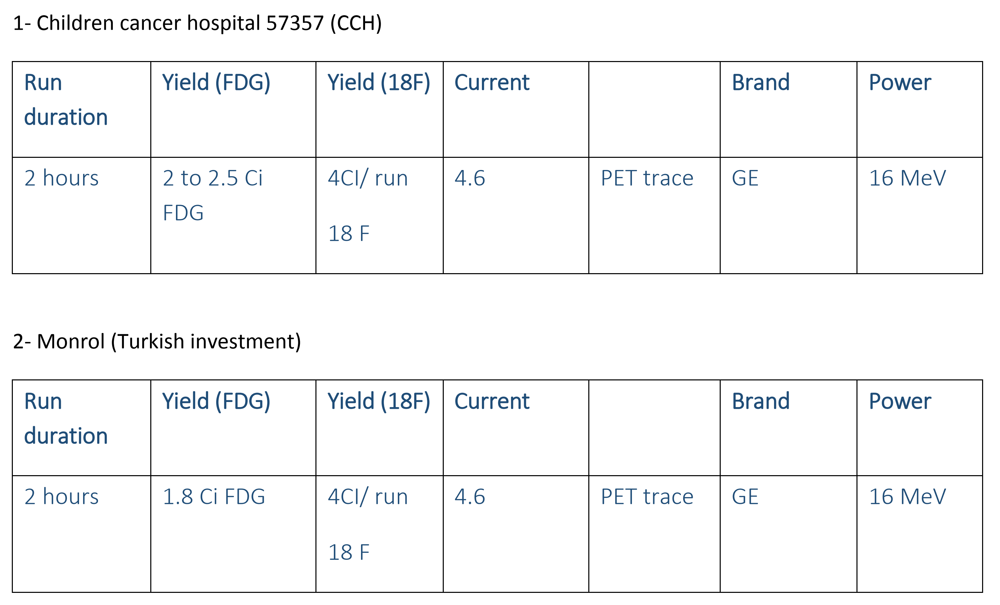 1- Children cancer hospital 57357 (CCH)
Run duration Yield (FDG) Yield (18F) Current Brand Power
2 hours 2 to 2.5 Ci FDG 4CI/ run 18 F 4.6 PET trace GE 16 MeV
2- Monrol (Turkish investment)
Run duration Yield (FDG) Yield (18F) Current Brand Power
2 hours 1.8 Ci FDG 4CI/ run 18 F 4.6 PET trace GE 16 MeV